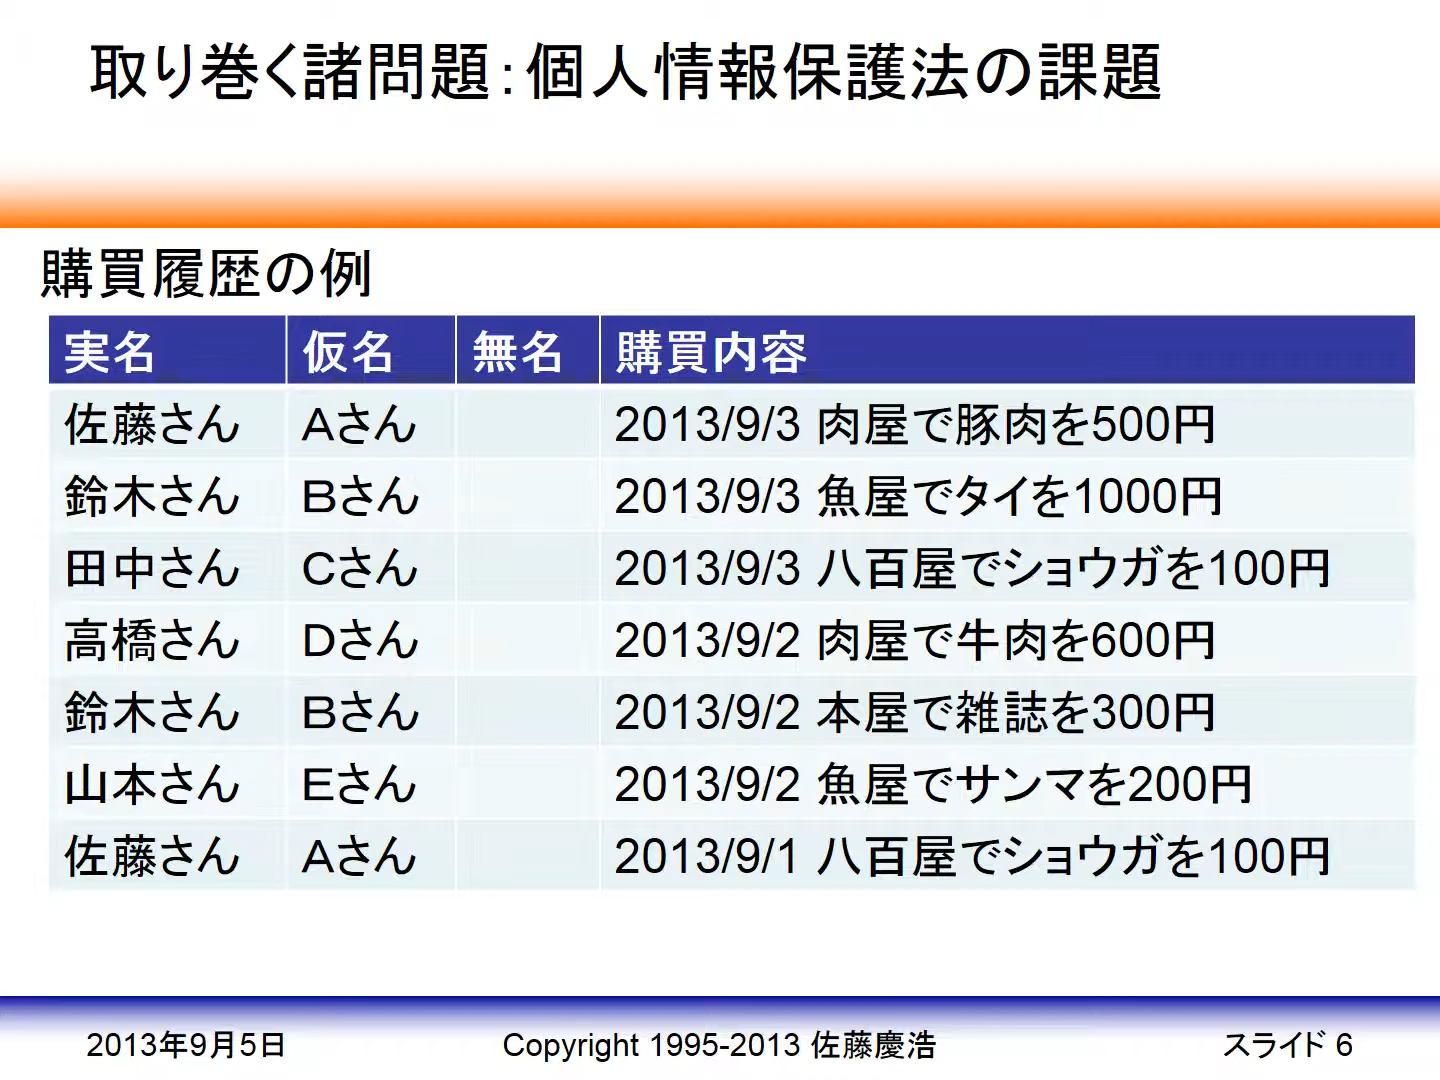 取り巻く諸問題：個人情報保護法の課題
購買履歴の例
実名 仮名 無名 購買内容
佐藤さん Aさん 2013/9/3 肉屋で豚肉を500円
鈴木さん Bさん 2013/9/3 魚屋でタイを1000円
田中さん Cさん 2013/9/3 八百屋でショウガを100円
高橋さん Dさん 2013/9/2 肉屋で牛肉を600円
鈴木さん Bさん 2013/9/2 本屋で雑誌を300円
山本さん Eさん 2013/9/2 魚屋でサンマを200円
佐藤さん Aさん 2013/9/1 八百屋でショウガを100円
2013年9月5日 Copyright 1995-2013 佐藤慶浩 スライド 6